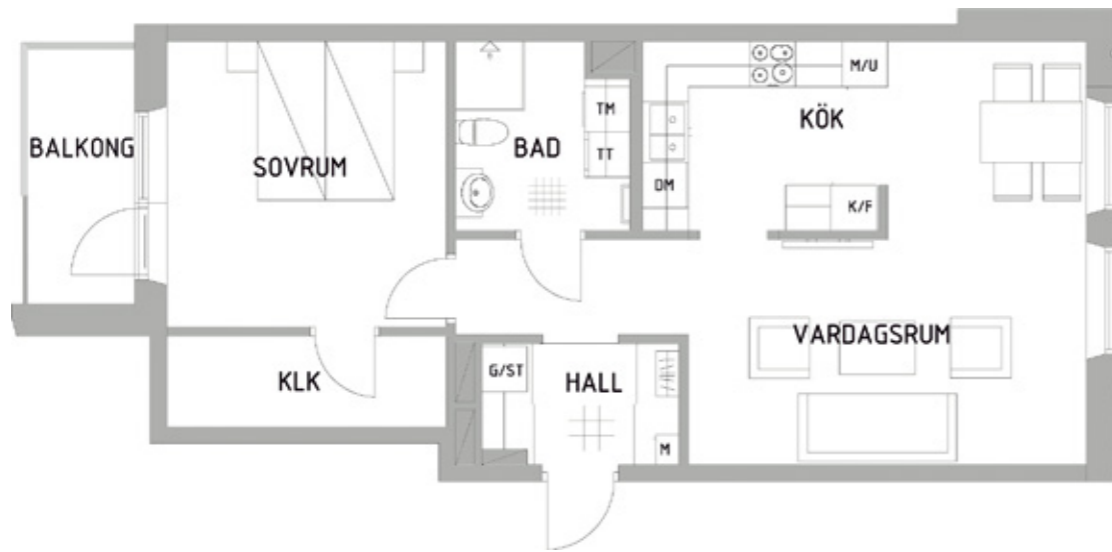 M/U
TM
KÖK
BALKONG
BAD
SOVRUM
TT
DM
K/F
VARDAGSRUM
G/ST
KLK
HALL
M